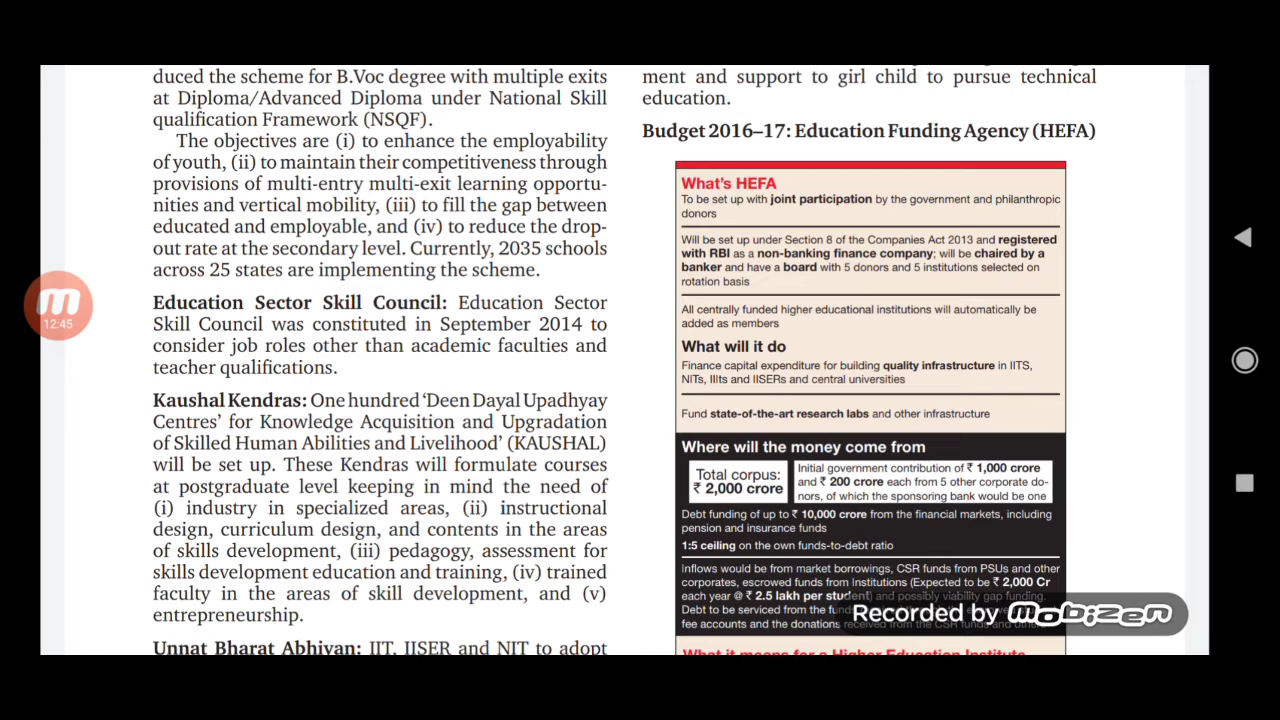 duced the scheme for B.Voc degree with multiple exits
at Diploma/Advanced Diploma under National Skill
qualification Framework (NSQF).
The objectives are (i) to enhance the employability
of youth, (ii) to maintain their competitiveness through
provisions of multi-entry multi-exit learning opportu-
nities and vertical mobility, (iii) to fill the gap between
educated and employable, and (iv) to reduce the drop-
out rate at the secondary level. Currently, 2035 schools
across 25 states are implementing the scheme.
Education Sector Skill Council: Education Sector
Skill Council was constituted in September 2014 to
consider job roles other than academic faculties and
teacher qualifications.
Kaushal Kendras: One hundred ‘Deen Dayal Upadhyay
Centres’ for Knowledge Acquisition and Upgradation
of Skilled Human Abilities and Livelihood’ (KAUSHAL)
will be set up. These Kendras will formulate courses
at postgraduate level keeping in mind the need of
(i) industry in specialized areas, (ii) instructional
design, curriculum design, and contents in the areas
of skills development, (iii) pedagogy, assessment for
skills development education and training, (iv) trained
faculty in the areas of skill development, and (v)
entrepreneurship.
Unnat Bharat Abhiyan: IIT, IISER and NIT to adopt
ment and support to girl child to pursue technical
education.
Budget 2016–17: Education Funding Agency (HEFA)
What's HEFA
To be set up with joint participation by the government and philanthropic
donors
Will be set up under Section 8 of the Companies Act 2013 and registered
with RBI as a non-banking finance company; will be chaired by a
banker and have a board with 5 donors and 5 institutions selected on
rotation basis
All centrally funded higher educational institutions will automatically be
added as members
What will it do
Finance capital expenditure for building quality infrastructure in IITS,
NITs, IIIts and IISERs and central universities
Fund state-of-the-art research labs and other infrastructure
Where will the money come from
Total corpus:
₹ 2,000 crore
Initial government contribution of ₹ 1,000 crore
and ₹ 200 crore each from 5 other corporate do-
nors, of which the sponsoring bank would be one
Debt funding of up to ₹ 10,000 crore from the financial markets, including
pension and insurance funds
1:5 ceiling on the own funds-to-debt ratio
Inflows would be from market borrowings, CSR funds from PSUs and other
corporates, escrowed funds from Institutions (Expected to be ₹ 2,000 Cr
each year @ ₹ 2.5 lakh per student) and possibly viability gap funding.
Debt to be serviced from the
fee accounts and the donations received from the CSR funds and
What it means for a Higher Education Institute
12:45
Recorded by mobizen